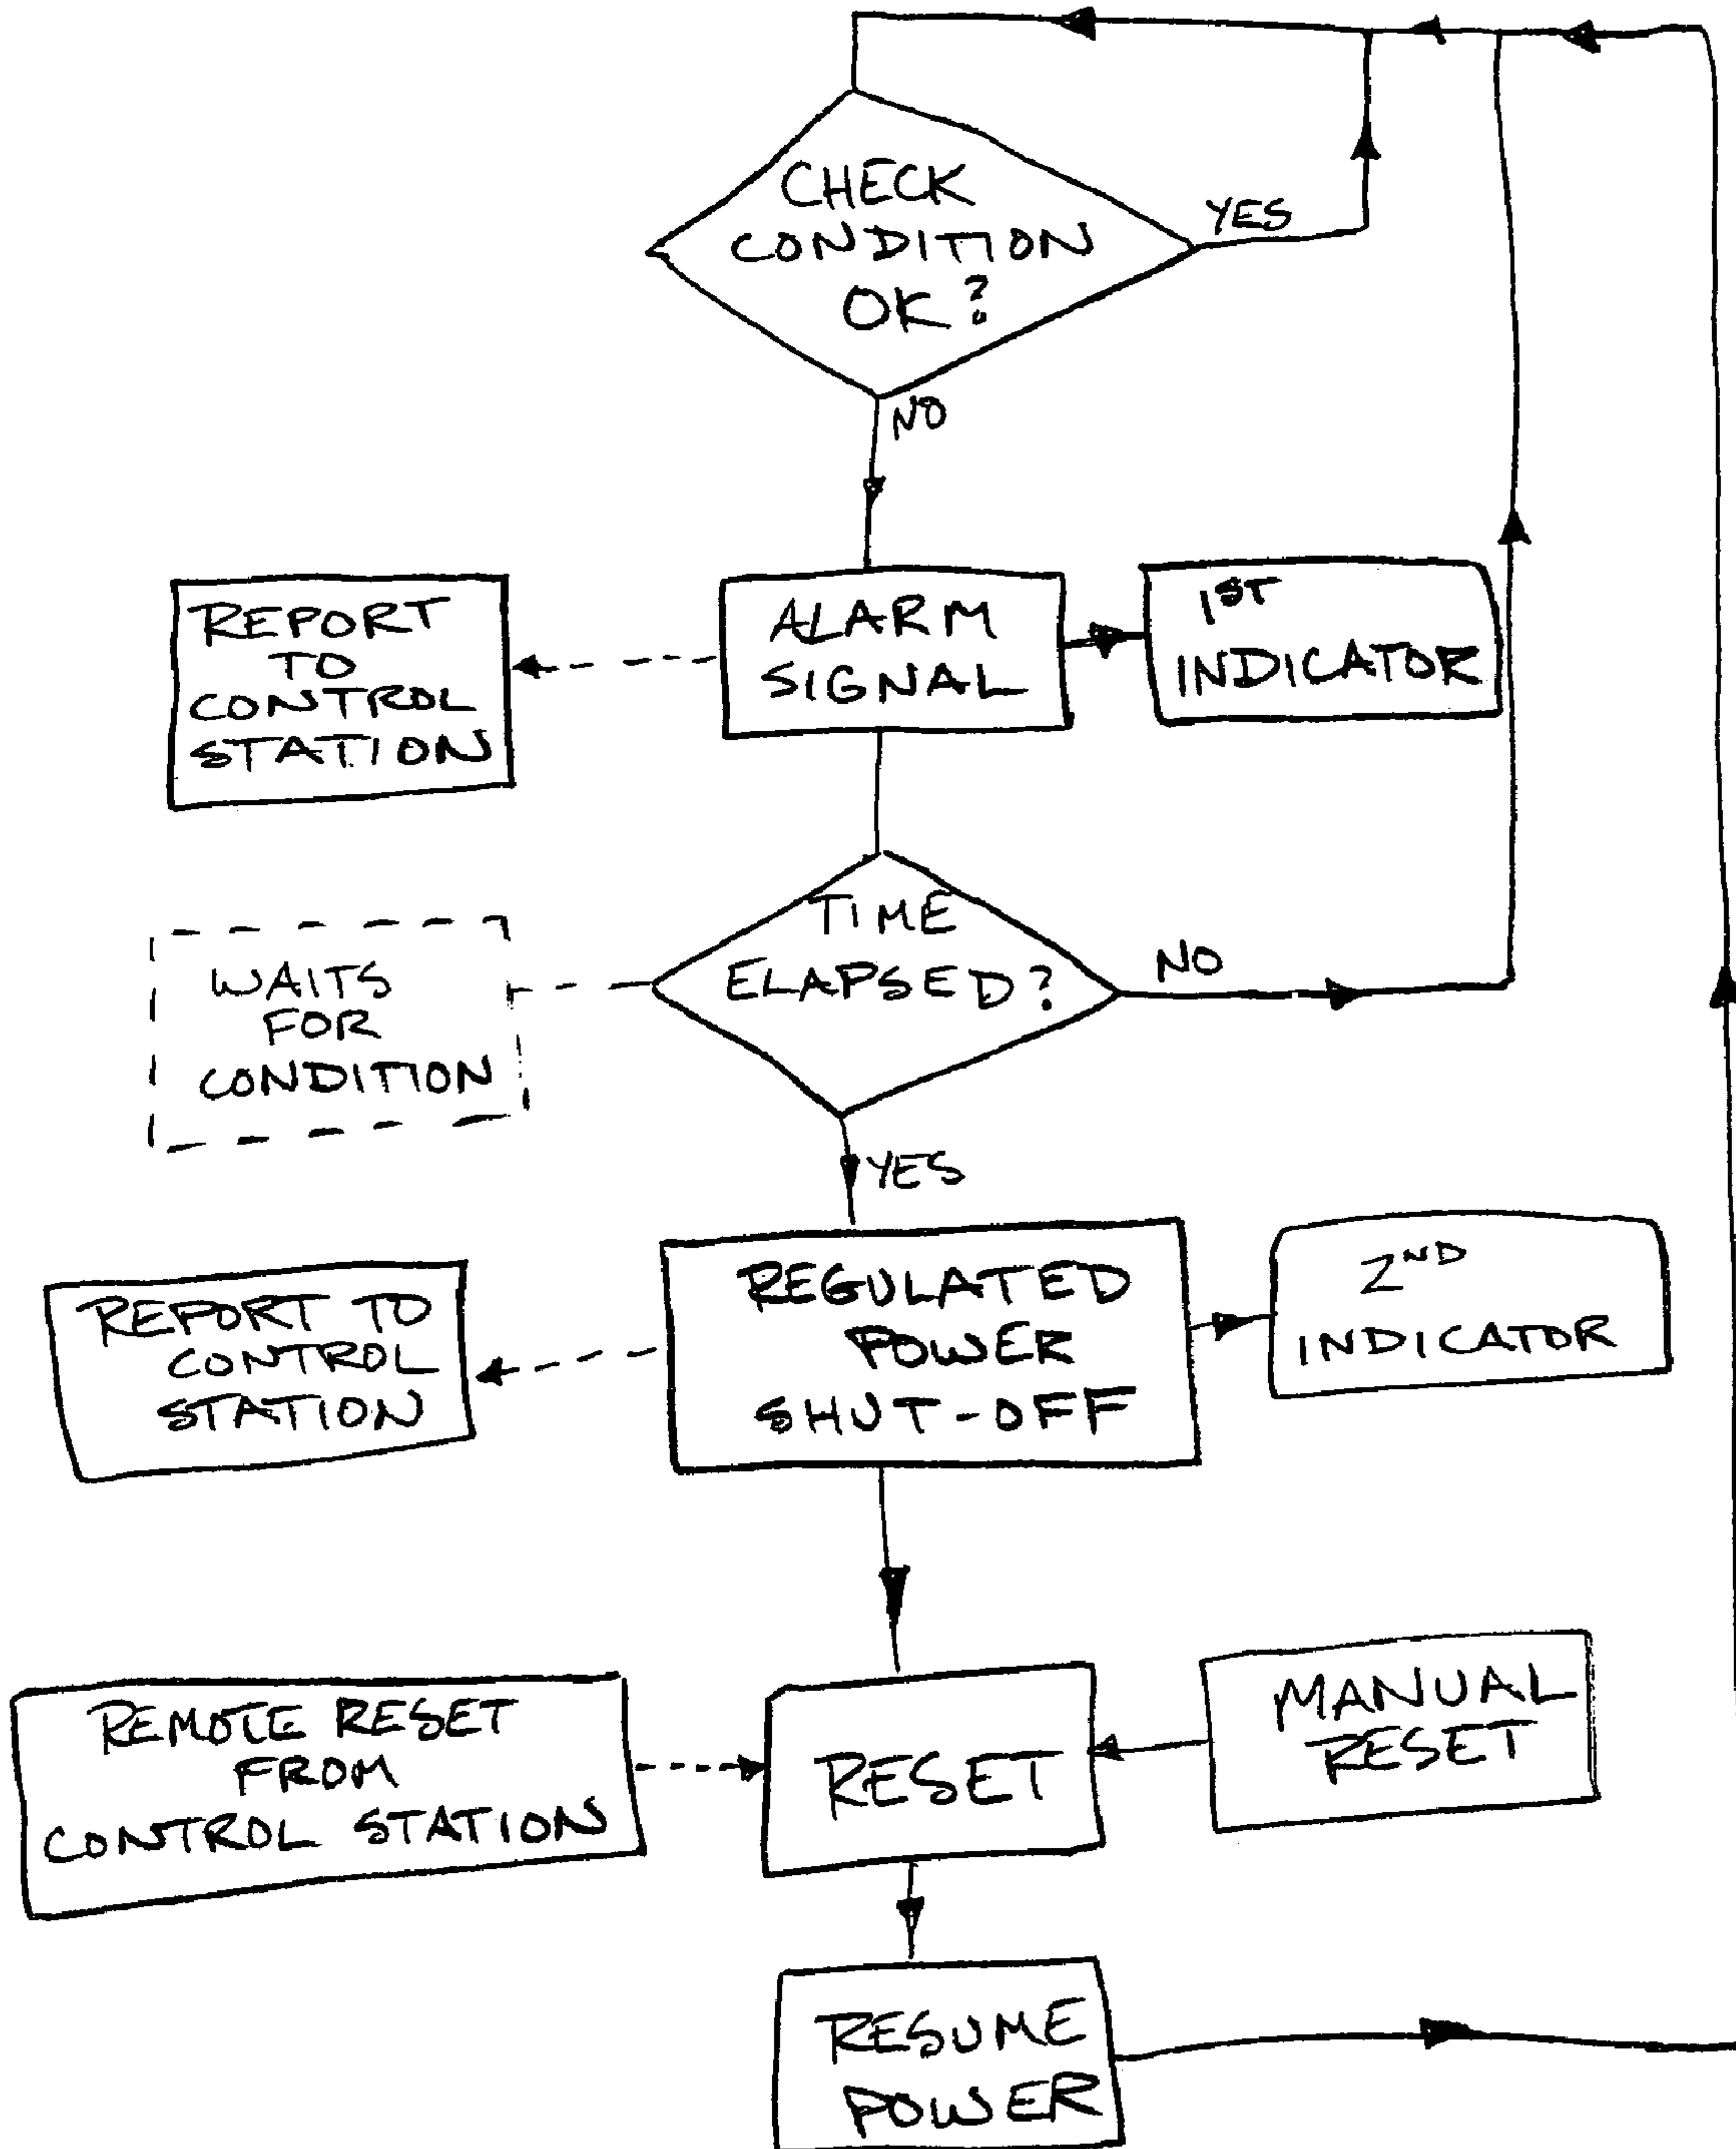 CHECK
CONDITION
OK?
YES
NO
REPORT
TO
CONTROL
STATION
ALARM
SIGNAL
1ST
INDICATOR
WAITS
FOR
CONDITION
TIME
ELAPSED?
NO
YES
REPORT TO
CONTROL
STATION
REGULATED
POWER
SHUT-OFF
2ND
INDICATOR
REMOTE RESET
FROM
CONTROL STATION
RESET
MANUAL
RESET
RESUME
POWER